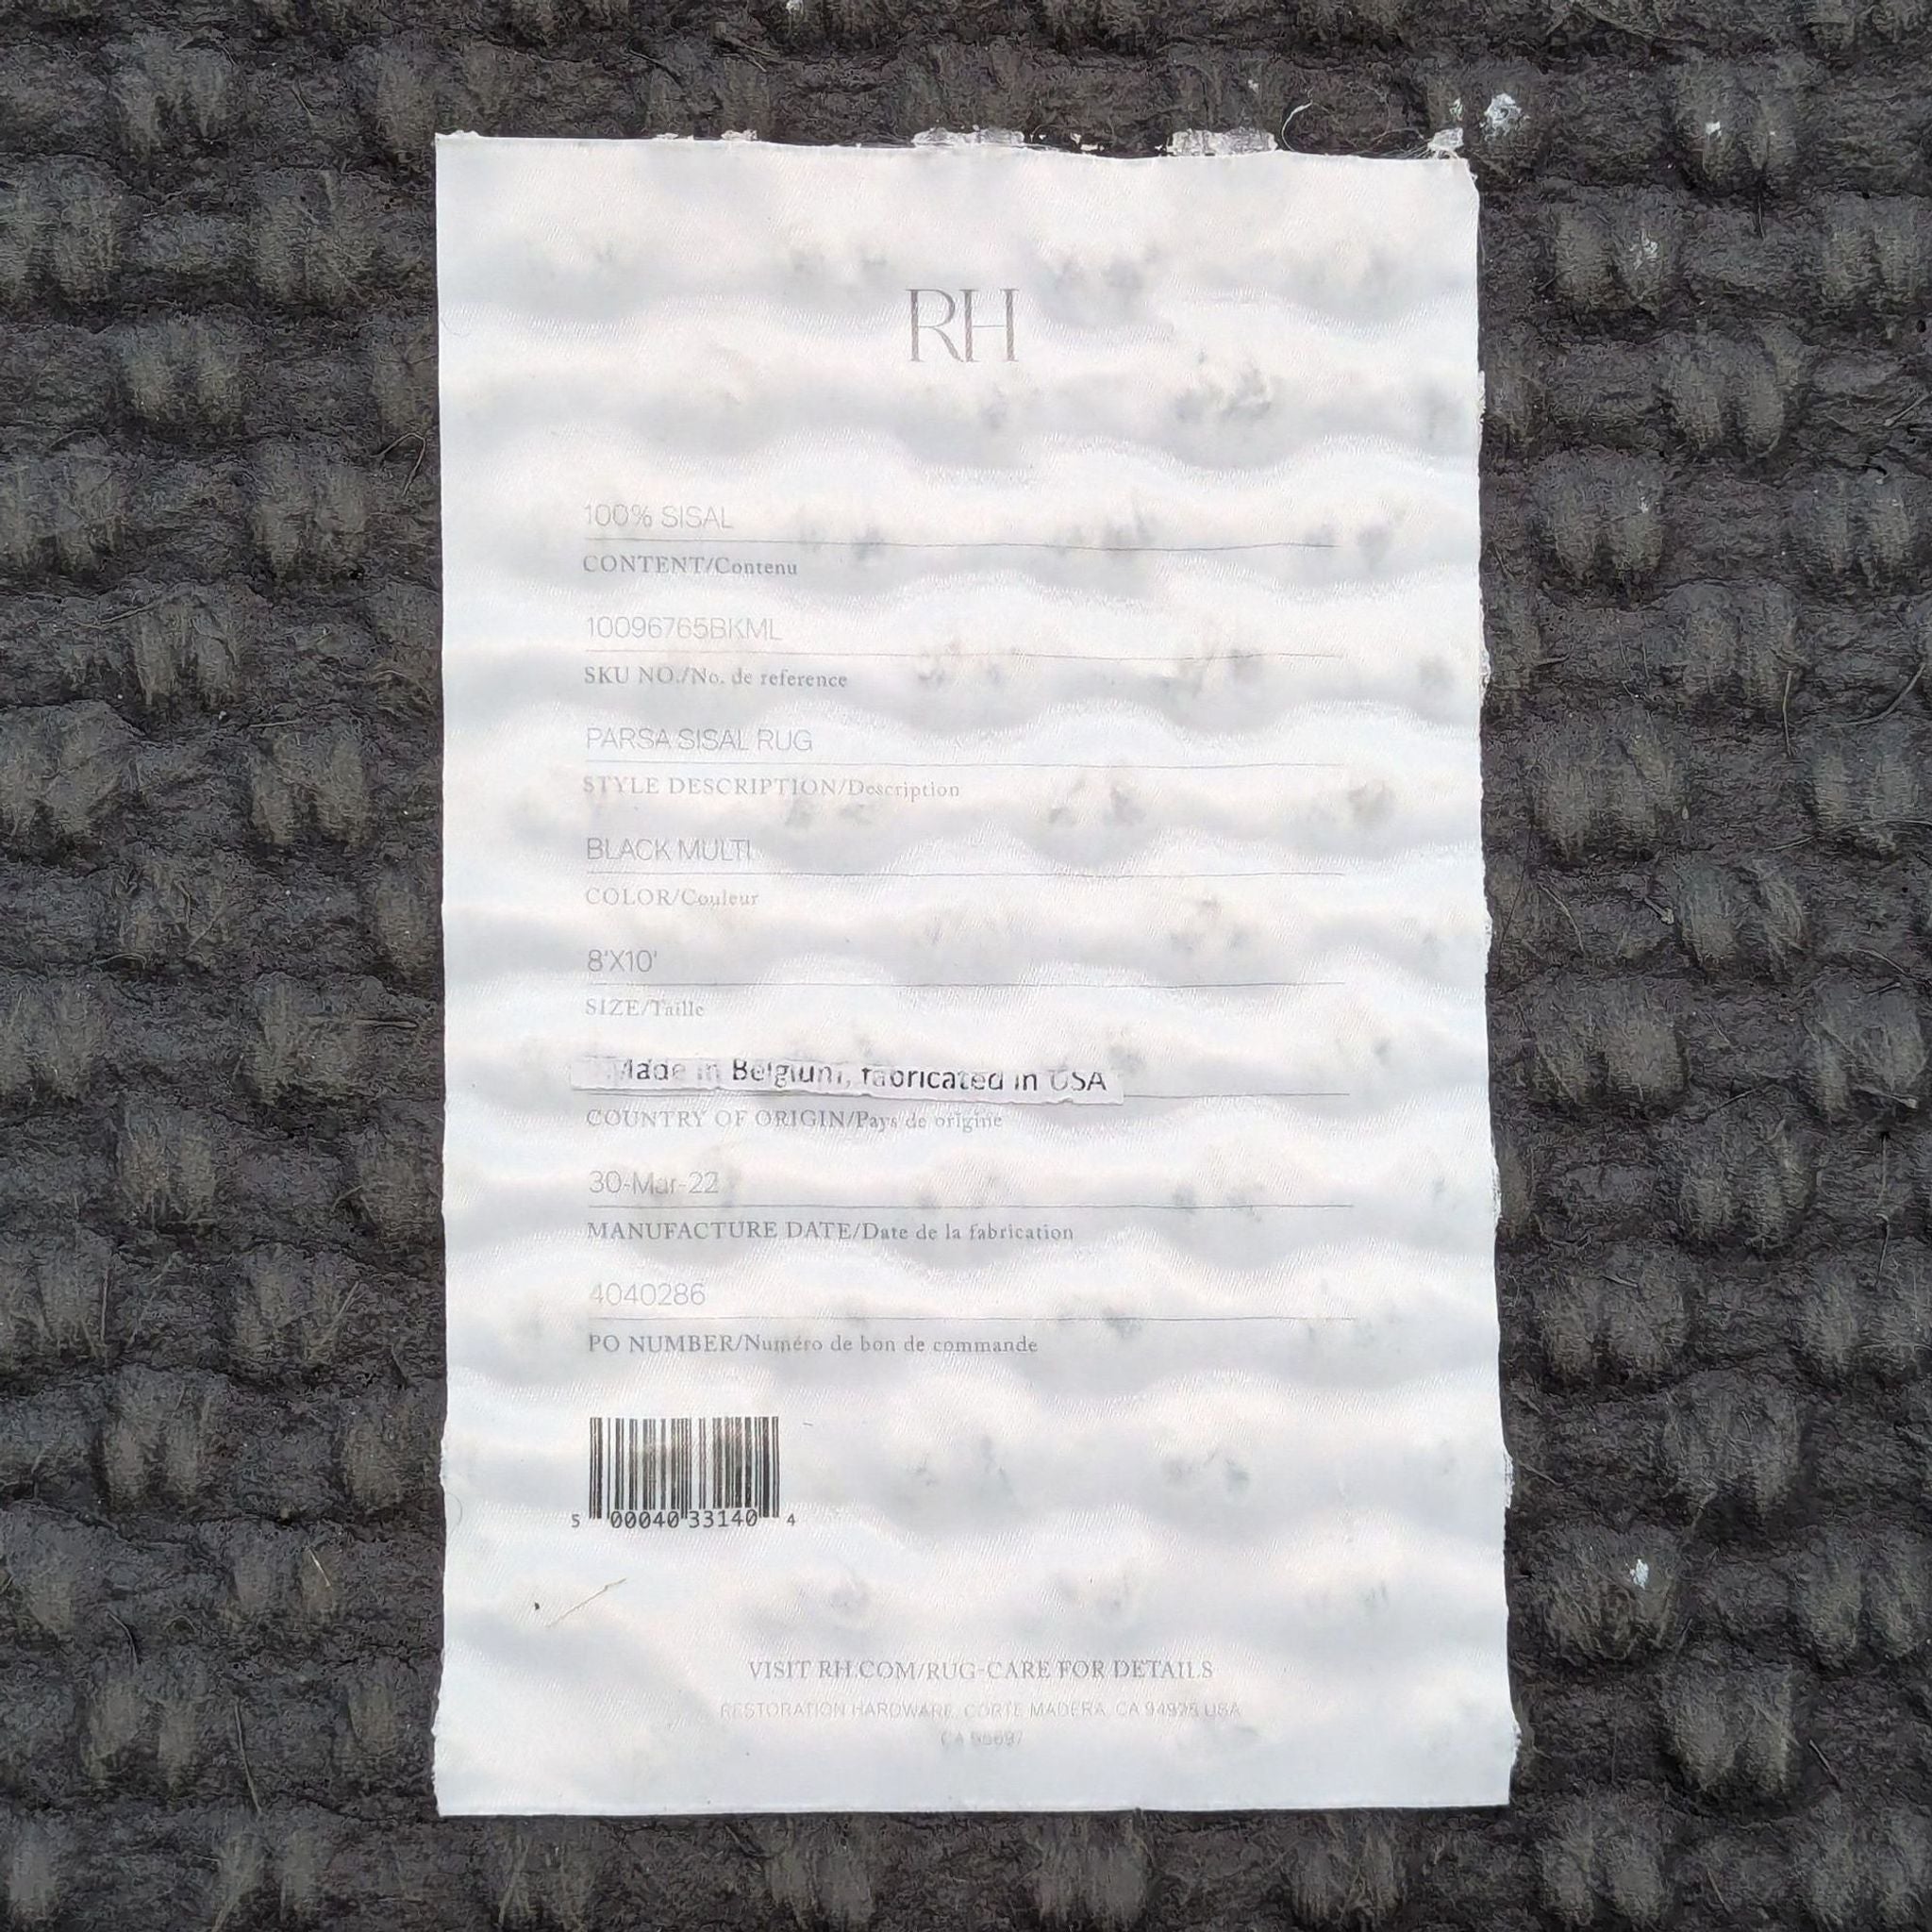 RH
100% SISAL
CONTENT/Contenu
10096765BKML
SKU NO./No. de reference
PARSA SISAL RUG
STYLE DESCRIPTION/Description
BLACK MULTI
COLOR/Couleur
8'X10'
SIZE/Taille
Made in Belgium, fabricated in USA
COUNTRY OF ORIGIN/Pays de origine
30-Mar-22
MANUFACTURE DATE/Date de la fabrication
4040286
PO NUMBER/Numéro de bon de commande
5 00040 33140 4
VISIT RH.COM/RUG-CARE FOR DETAILS
RESTORATION HARDWARE, CORTE MADERA, CA 94925 USA
CA